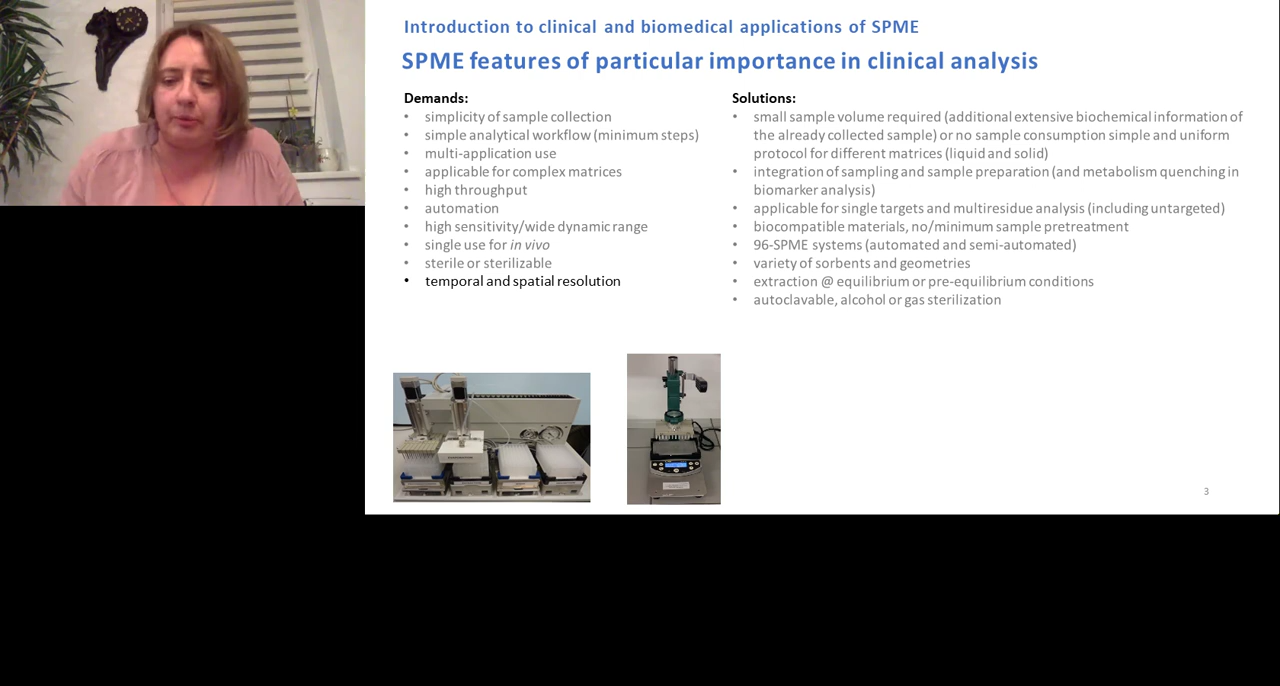 Introduction to clinical and biomedical applications of SPME
SPME features of particular importance in clinical analysis
Demands:
• simplicity of sample collection
• simple analytical workflow (minimum steps)
• multi-application use
• applicable for complex matrices
• high throughput
• automation
• high sensitivity/wide dynamic range
• single use for in vivo
• sterile or sterilizable
• temporal and spatial resolution
Solutions:
• small sample volume required (additional extensive biochemical information of
the already collected sample) or no sample consumption simple and uniform
protocol for different matrices (liquid and solid)
• integration of sampling and sample preparation (and metabolism quenching in
biomarker analysis)
• applicable for single targets and multiresidue analysis (including untargeted)
• biocompatible materials, no/minimum sample pretreatment
• 96-SPME systems (automated and semi-automated)
• variety of sorbents and geometries
• extraction @ equilibrium or pre-equilibrium conditions
• autoclavable, alcohol or gas sterilization
3